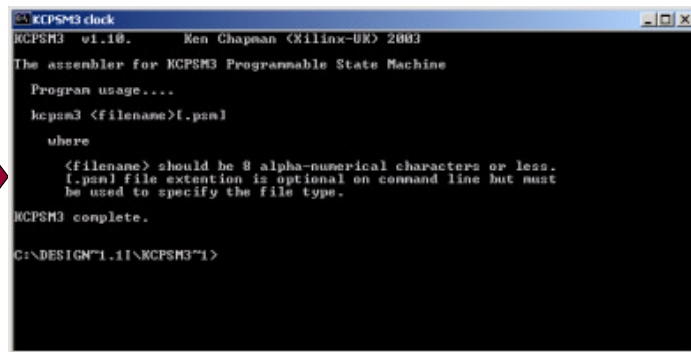 KCPSM3 clock
KCPSM3 v1.10. Ken Chapman (Xilinx-UK) 2003
The assembler for KCPSM3 Programmable State Machine
Program usage....
kcpsm3 <filename>[.psm]
where
<filename> should be 8 alpha-numerical characters or less.
[.psm] file extention is optional on command line but must
be used to specify the file type.
KCPSM3 complete.
C:\DESIGN~1.1I\KCPSM3~1>